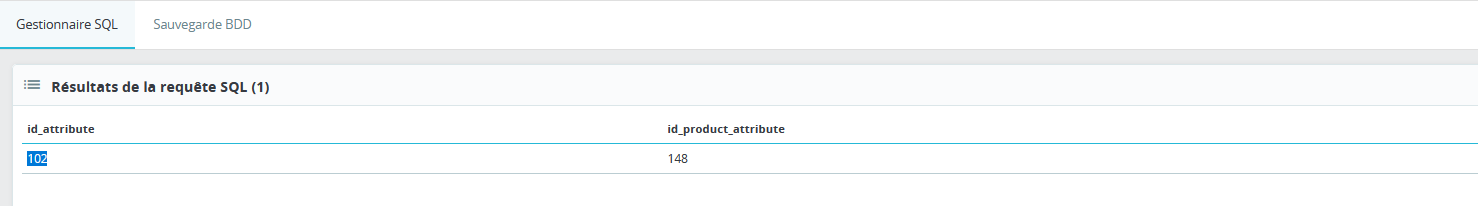 Gestionnaire SQL Sauvegarde BDD
Résultats de la requête SQL (1)
id_attribute id_product_attribute
102 148